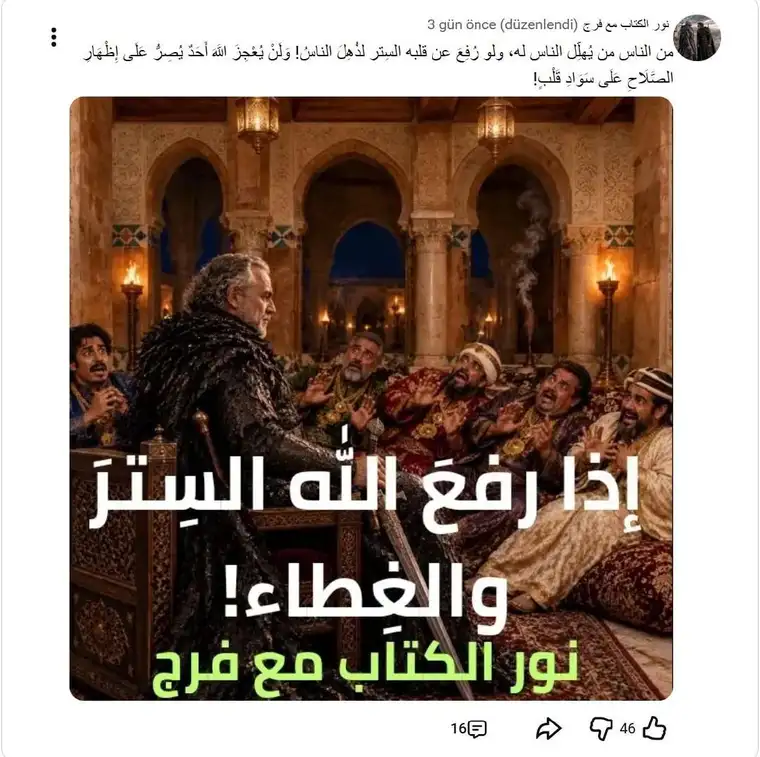 نور الكتاب مع فرج 3 gün önce (düzenlendi)
من الناسِ من يُهلِّل الناس له، ولو رُفِعَ عن قلبه السِتر لذُهِلَ الناسُ! وَلَنْ يُعْجِزَ اللهَ أَحَدٌ يُصِرُّ عَلَى إِظْهَارِ
الصَّلَاحِ عَلَى سَوَادِ قَلْبٍ!
إذا رفعَ اللّٰه السِترَ
والغِطاء!
نور الكتاب مع فرج
46
16